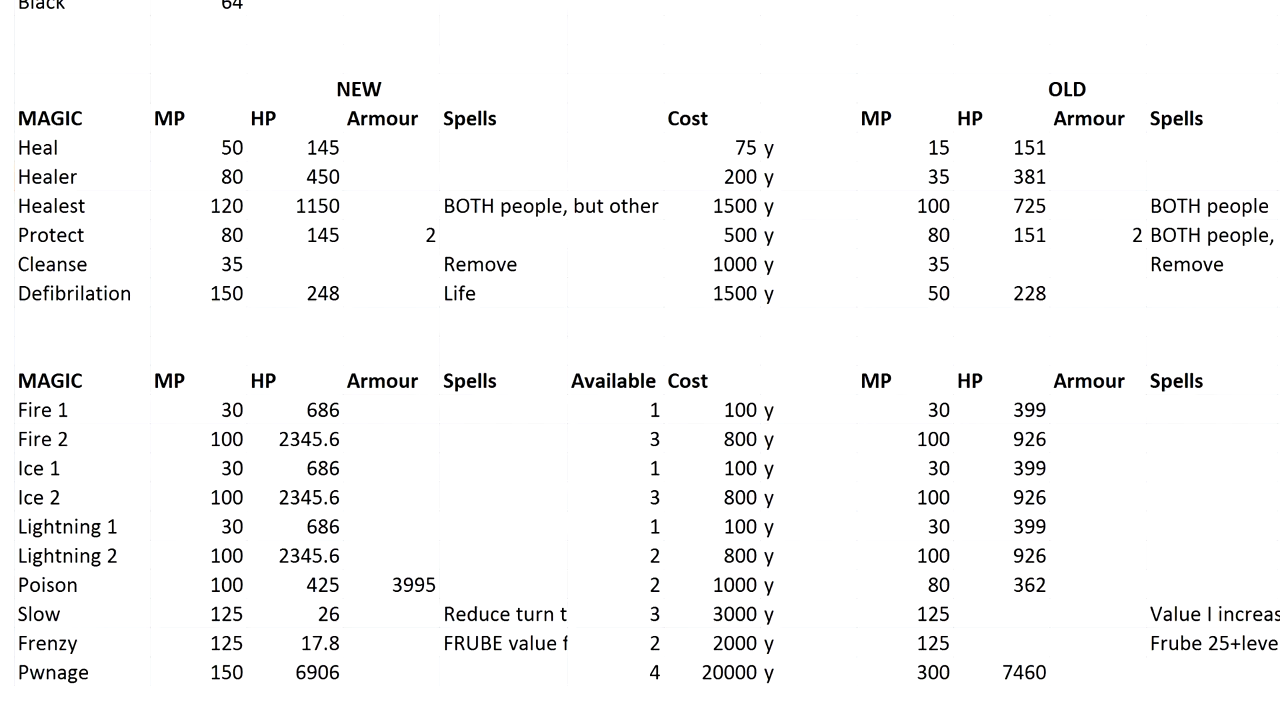 Black 64
NEW OLD
MAGIC MP HP Armour Spells Cost MP HP Armour Spells
Heal 50 145 75 y 15 151
Healer 80 450 200 y 35 381
Healest 120 1150 BOTH people, but other 1500 y 100 725 BOTH people
Protect 80 145 2 500 y 80 151 2 BOTH people,
Cleanse 35 Remove 1000 y 35 Remove
Defibrilation 150 248 Life 1500 y 50 228
MAGIC MP HP Armour Spells Available Cost MP HP Armour Spells
Fire 1 30 686 1 100 y 30 399
Fire 2 100 2345.6 3 800 y 100 926
Ice 1 30 686 1 100 y 30 399
Ice 2 100 2345.6 3 800 y 100 926
Lightning 1 30 686 1 100 y 30 399
Lightning 2 100 2345.6 2 800 y 100 926
Poison 100 425 3995 2 1000 y 80 362
Slow 125 26 Reduce turn t 3 3000 y 125 Value I increas
Frenzy 125 17.8 FRUBE value f 2 2000 y 125 Frube 25+leve
Pwnage 150 6906 4 20000 y 300 7460